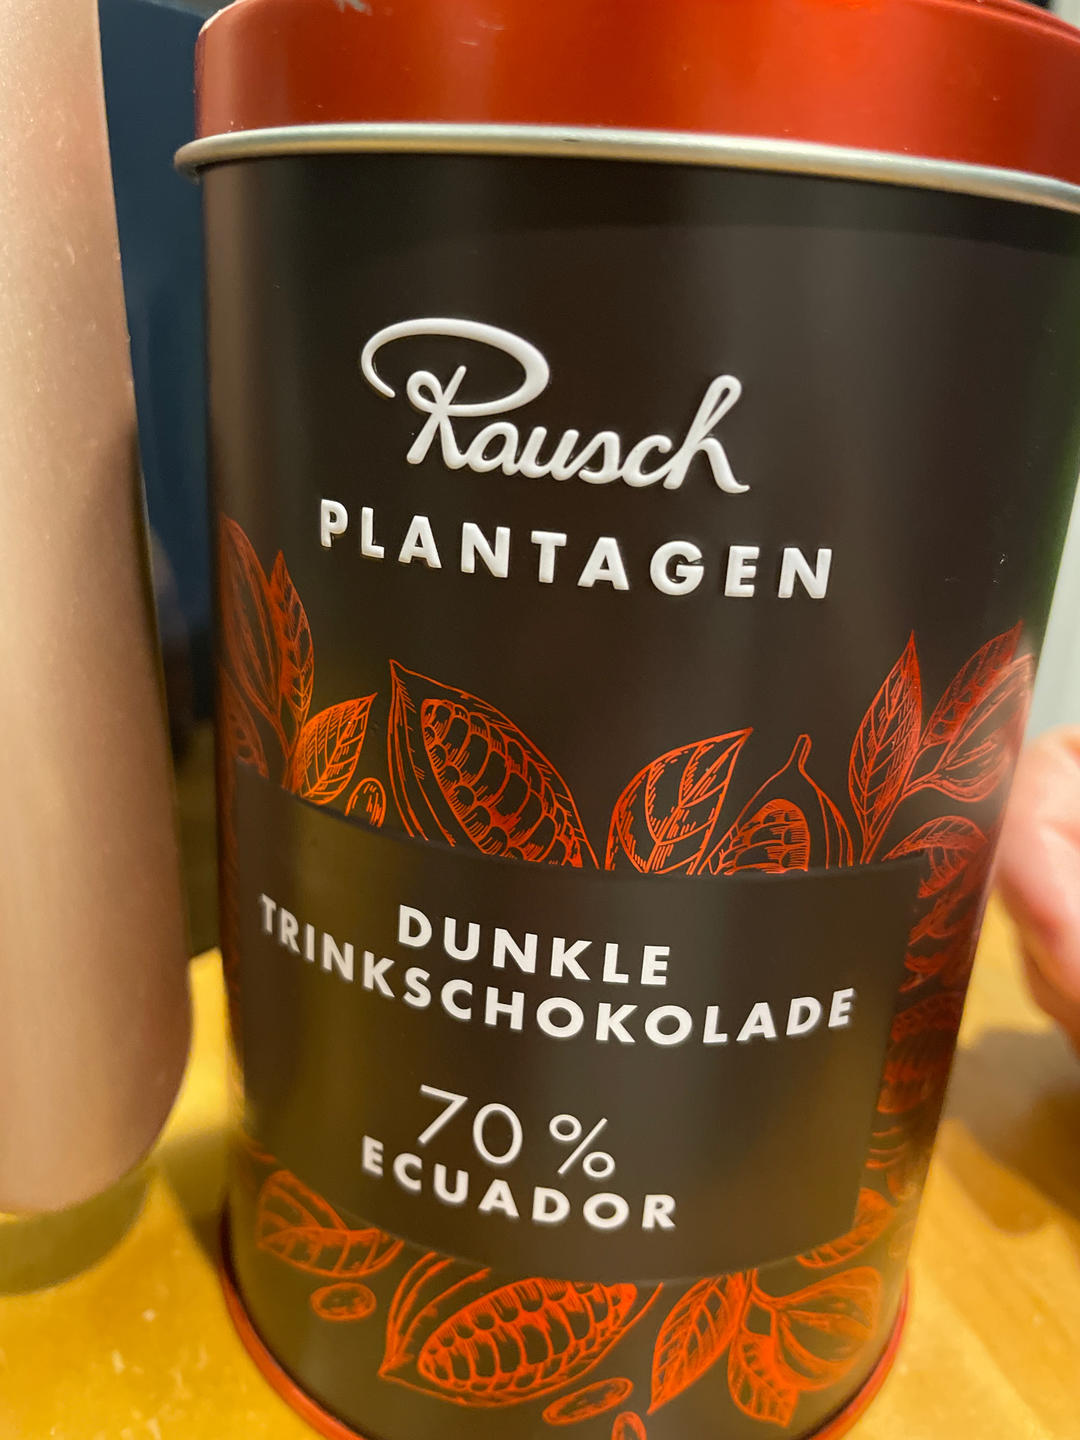 Rausch
PLANTAGEN
DUNKLE
TRINKSCHOKOLADE
70%
ECUADOR